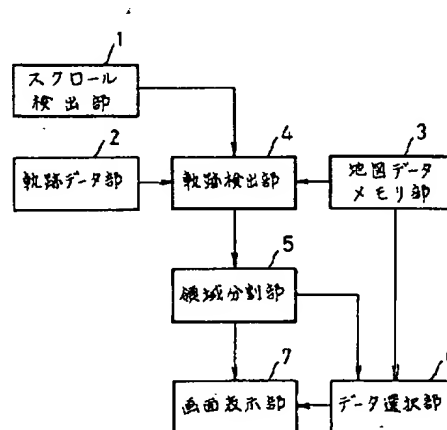 1
スクロール
検出部
2
軌跡データ部
4
軌跡検出部
3
地図データ
メモリ部
5
領域分割部
7
画面表示部
データ選択部